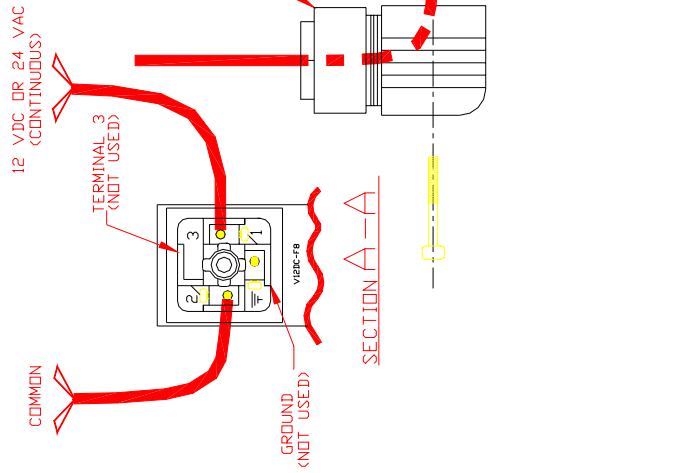 12 VDC OR 24 VAC
(CONTINUOUS)
TERMINAL 3
(NOT USED)
3
1
2
V12DC-F8
SECTION A-A
COMMON
GROUND
(NOT USED)